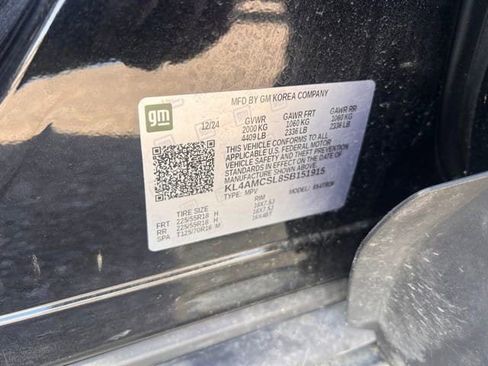 MFD BY GM KOREA COMPANY
gm
12/24 GVWR GAWR FRT GAWR RR
2000 KG 1060 KG 1060 KG
4409 LB 2336 LB 2336 LB
THIS VEHICLE CONFORMS TO ALL
APPLICABLE U.S. FEDERAL MOTOR
VEHICLE SAFETY, BUMPER, AND
THEFT PREVENTION STANDARDS IN
EFFECT ON THE DATE OF
MANUFACTURE SHOWN ABOVE.
KL4AMCSL8SB151915
TYPE: MPV MODEL:
TIRE SIZE RIM
FRT 225/55R18 H 18X7.5J
RR 225/55R18 H 18X7.5J
SPA T125/70R16 M 16X4BT